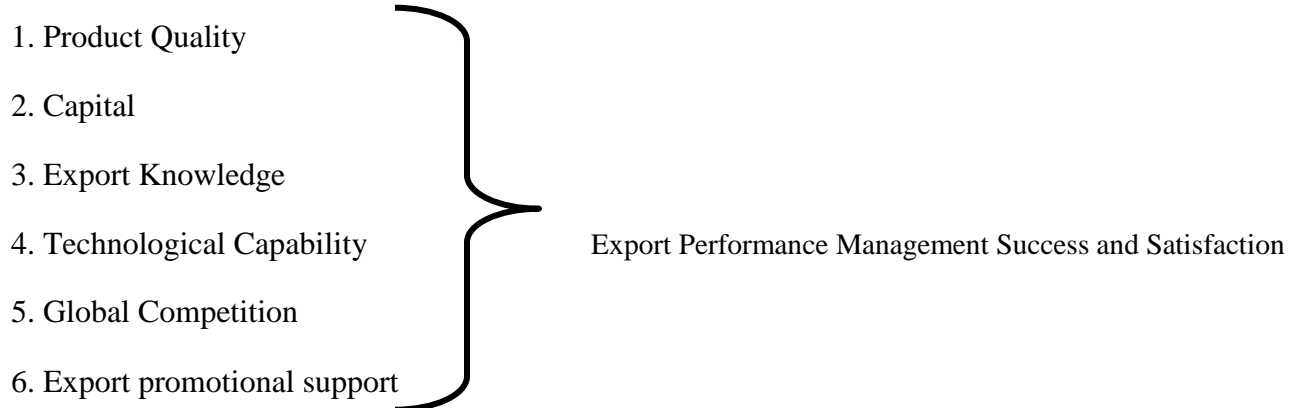 1. Product Quality
2. Capital
3. Export Knowledge
4. Technological Capability
Export Performance Management Success and Satisfaction
5. Global Competition
6. Export promotional support